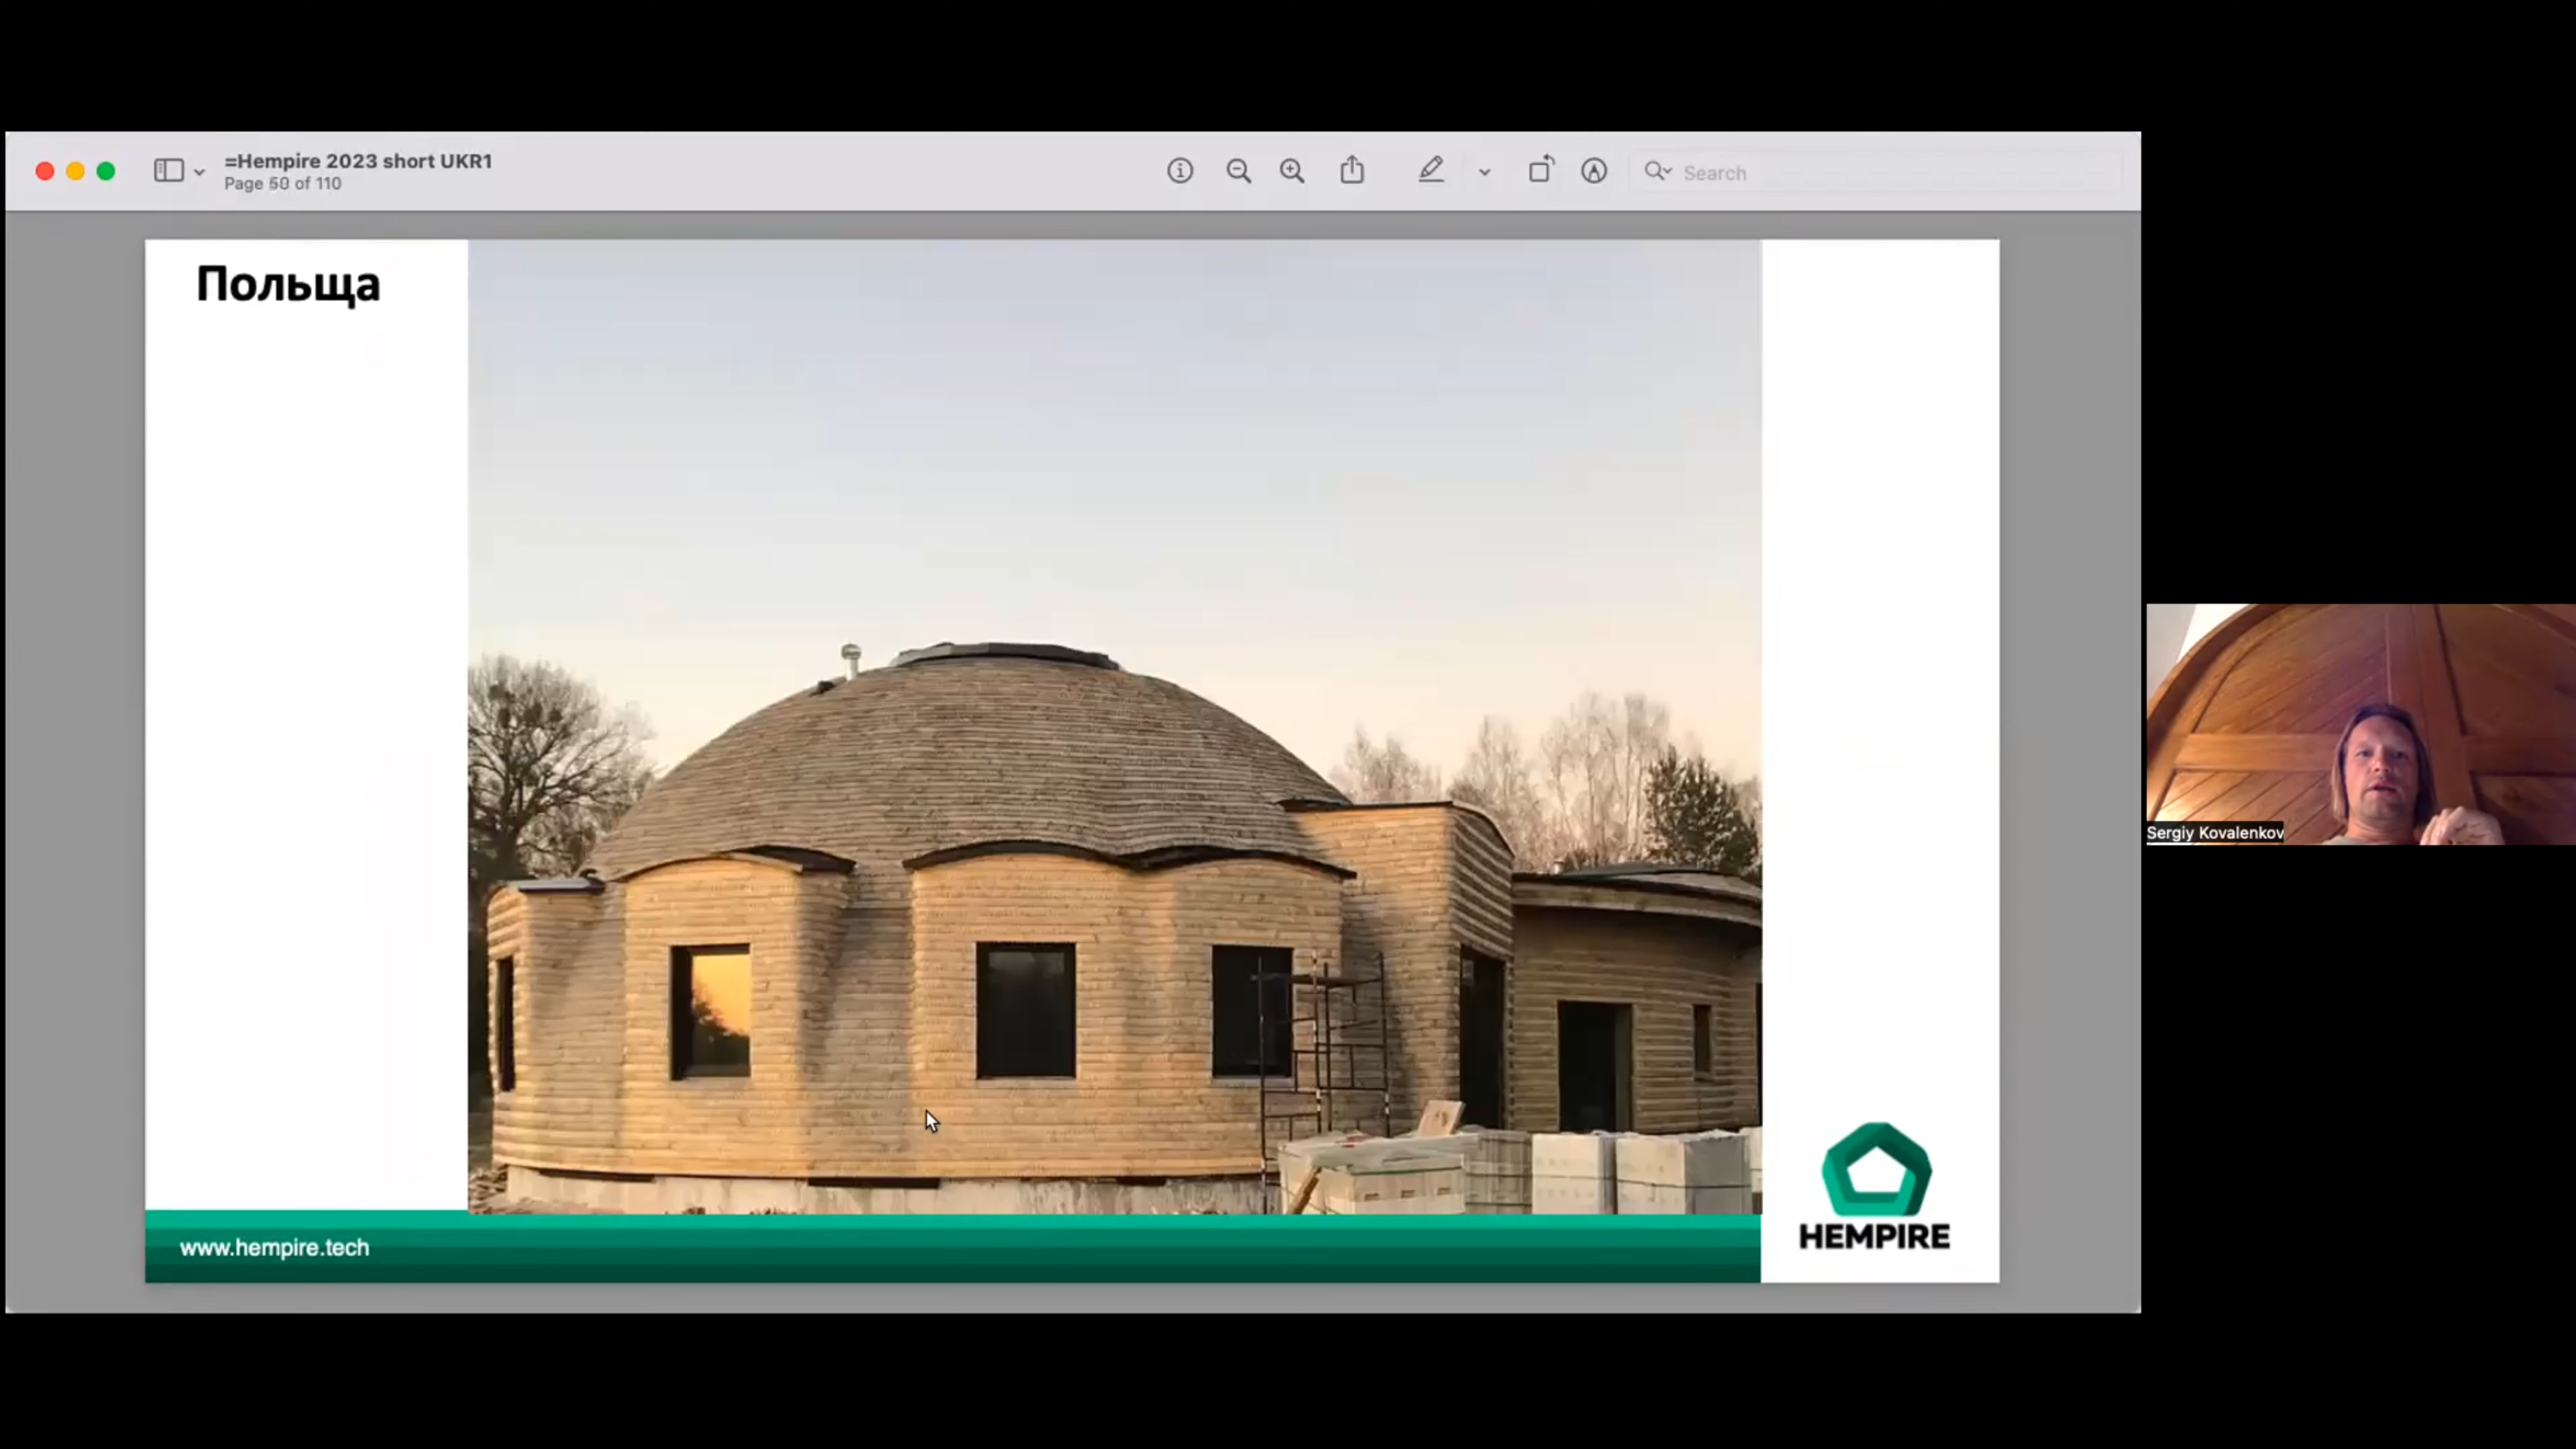 =Hempire 2023 short UKR1
Page 50 of 110
Search
Польща
Sergiy Kovalenkov
HEMPIRE
www.hempire.tech